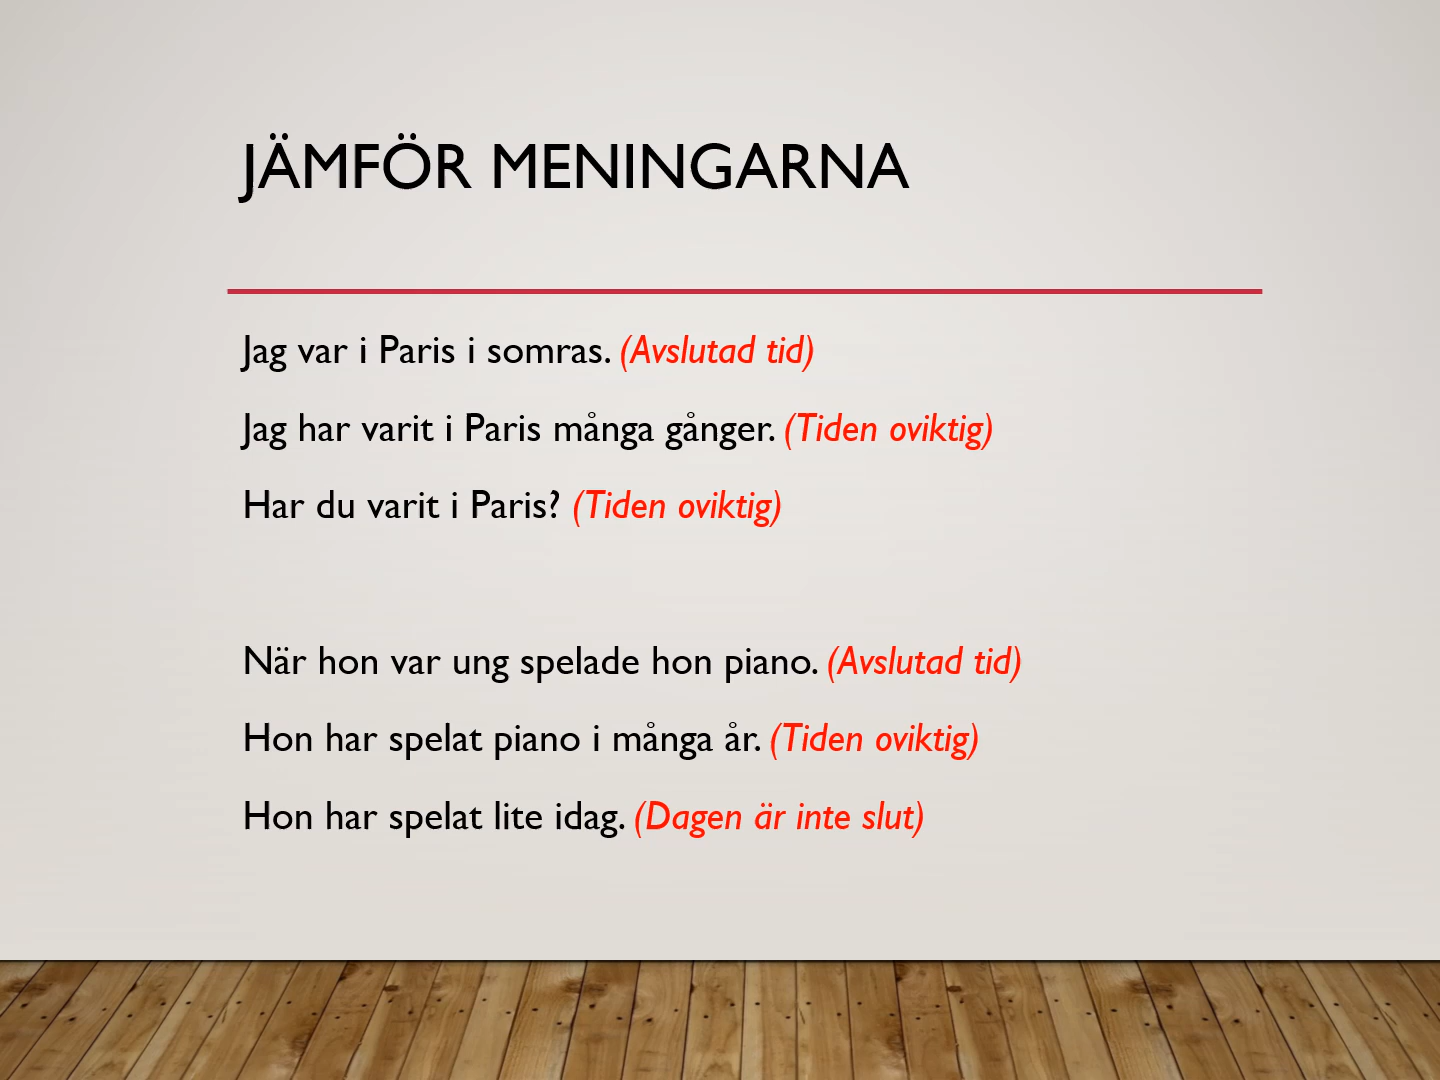 JÄMFÖR MENINGARNA
Jag var i Paris i somras. (Avslutad tid)
Jag har varit i Paris många gånger. (Tiden oviktig)
Har du varit i Paris? (Tiden oviktig)
När hon var ung spelade hon piano. (Avslutad tid)
Hon har spelat piano i många år. (Tiden oviktig)
Hon har spelat lite idag. (Dagen är inte slut)